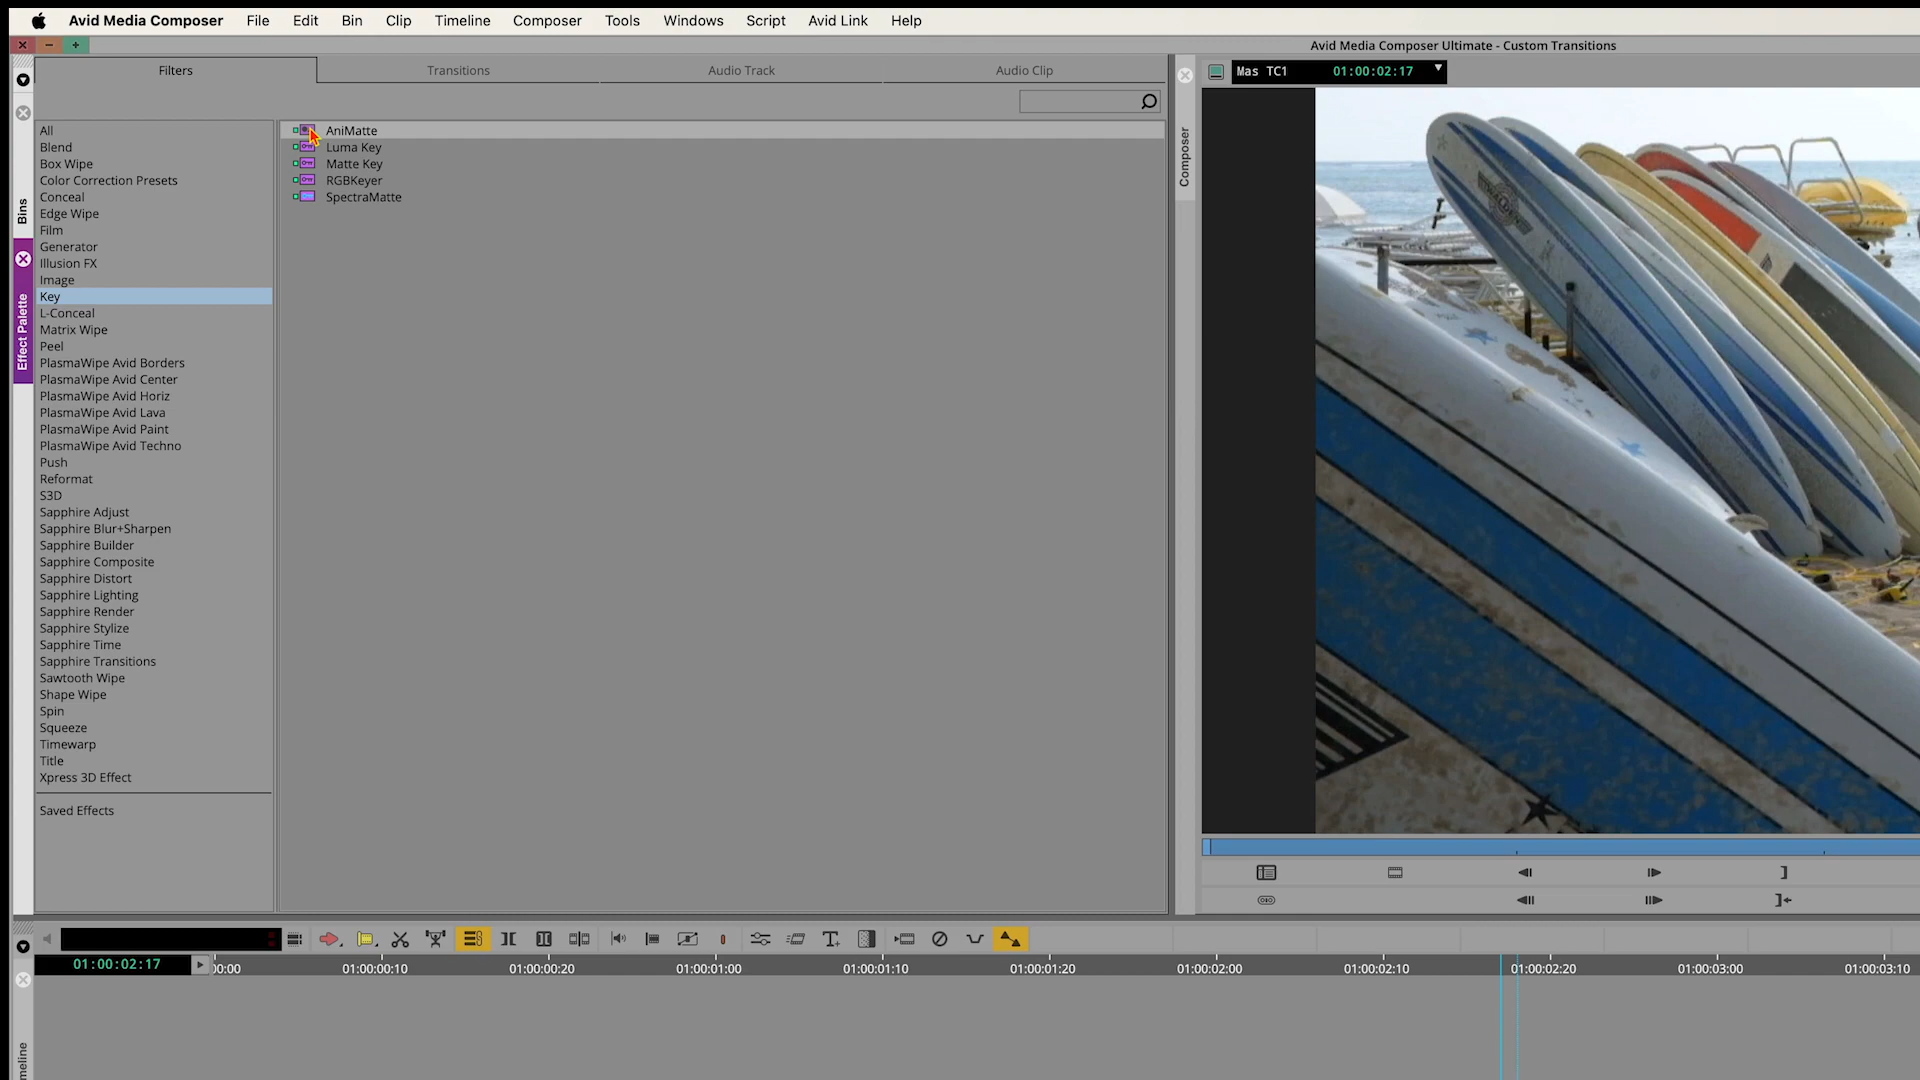 Avid Media Composer File Edit Bin Clip Timeline Composer Tools Windows Script Avid Link Help
Avid Media Composer Ultimate - Custom Transitions
Filters Transitions Audio Track Audio Clip
Mas TC1 01:00:02:17
Bins
Effect Palette
All
Blend
Box Wipe
Color Correction Presets
Conceal
Edge Wipe
Film
Generator
Illusion FX
Image
Key
L-Conceal
Matrix Wipe
Peel
PlasmaWipe Avid Borders
PlasmaWipe Avid Center
PlasmaWipe Avid Horiz
PlasmaWipe Avid Lava
PlasmaWipe Avid Paint
PlasmaWipe Avid Techno
Push
Reformat
S3D
Sapphire Adjust
Sapphire Blur+Sharpen
Sapphire Builder
Sapphire Composite
Sapphire Distort
Sapphire Lighting
Sapphire Render
Sapphire Stylize
Sapphire Time
Sapphire Transitions
Sawtooth Wipe
Shape Wipe
Spin
Squeeze
Timewarp
Title
Xpress 3D Effect
Saved Effects
AniMatte
Luma Key
Matte Key
RGBKeyer
SpectraMatte
Composer
01:00:02:17
00:00 01:00:00:10 01:00:00:20 01:00:01:00 01:00:01:10 01:00:01:20 01:00:02:00 01:00:02:10 01:00:02:20 01:00:03:00 01:00:03:10
meline